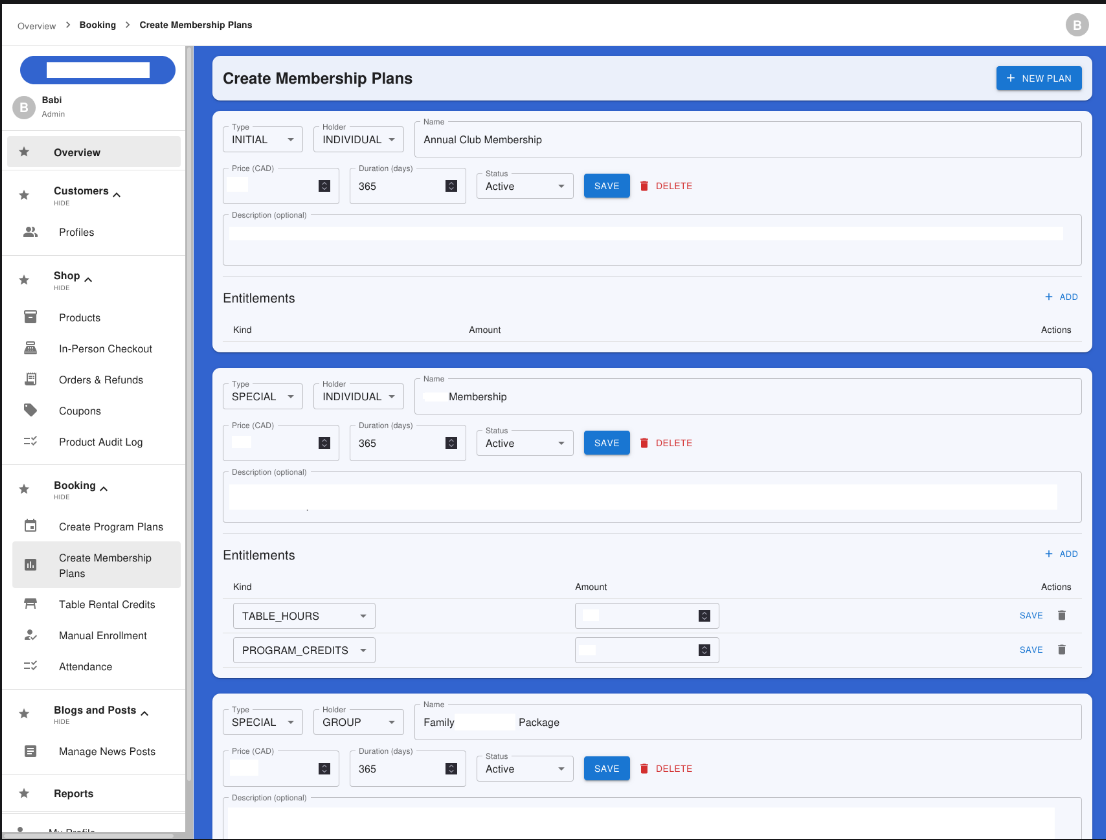 Overview > Booking > Create Membership Plans
B
B
Babi
Admin
Overview
Customers
HIDE
Profiles
Shop
HIDE
Products
In-Person Checkout
Orders & Refunds
Coupons
Product Audit Log
Booking
HIDE
Create Program Plans
Create Membership
Plans
Table Rental Credits
Manual Enrollment
Attendance
Blogs and Posts
HIDE
Manage News Posts
Reports
My Profile
Create Membership Plans
+ NEW PLAN
Type
INITIAL
Holder
INDIVIDUAL
Name
Annual Club Membership
Price (CAD)
Duration (days)
365
Status
Active
SAVE
DELETE
Description (optional)
Entitlements
+ ADD
Kind Amount Actions
Type
SPECIAL
Holder
INDIVIDUAL
Name
Membership
Price (CAD)
Duration (days)
365
Status
Active
SAVE
DELETE
Description (optional)
Entitlements
+ ADD
Kind Amount Actions
TABLE_HOURS
SAVE
PROGRAM_CREDITS
SAVE
Type
SPECIAL
Holder
GROUP
Name
Family Package
Price (CAD)
Duration (days)
365
Status
Active
SAVE
DELETE
Description (optional)